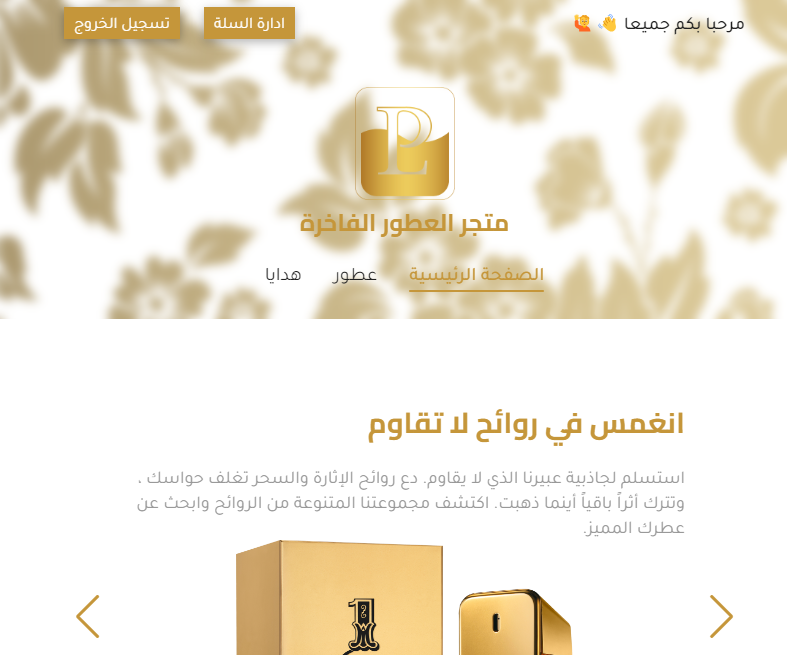 مرحبا بكم جميعا 👋 🙋
ادارة السلة
تسجيل الخروج
PL
متجر العطور الفاخرة
الصفحة الرئيسية
عطور
هدايا
انغمس في روائح لا تقاوم
استسلم لجاذبية عبيرنا الذي لا يقاوم. دع روائح الإثارة والسحر تغلف حواسك ،
وتترك أثراً باقياً أينما ذهبت. اكتشف مجموعتنا المتنوعة من الروائح وابحث عن
عطرك المميز.
1